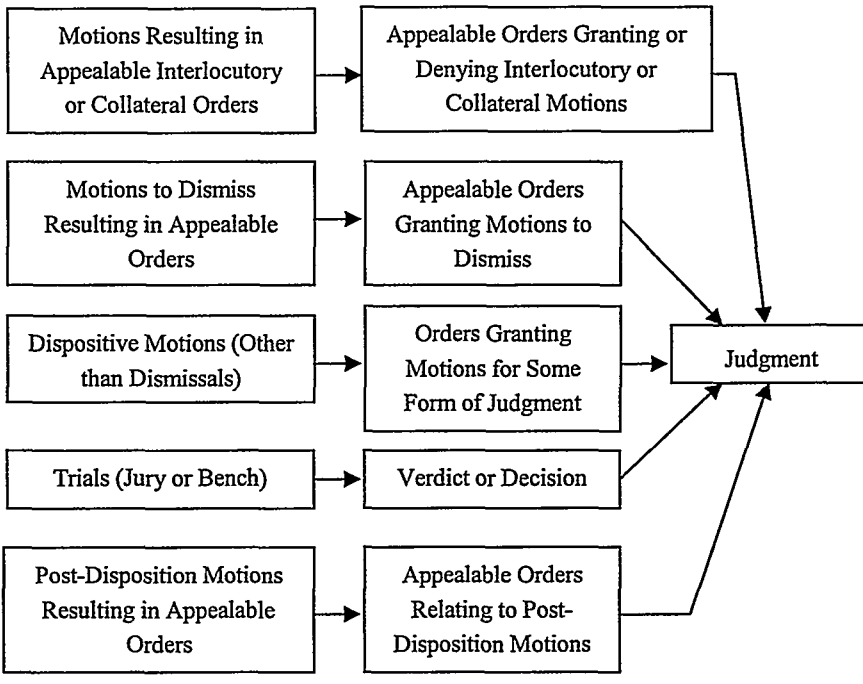 Motions Resulting in
Appealable Interlocutory
or Collateral Orders
Appealable Orders Granting or
Denying Interlocutory or
Collateral Motions
Motions to Dismiss
Resulting in Appealable
Orders
Appealable Orders
Granting Motions to
Dismiss
Dispositive Motions (Other
than Dismissals)
Orders Granting
Motions for Some
Form of Judgment
Judgment
Trials (Jury or Bench)
Verdict or Decision
Post-Disposition Motions
Resulting in Appealable
Orders
Appealable Orders
Relating to Post-
Disposition Motions